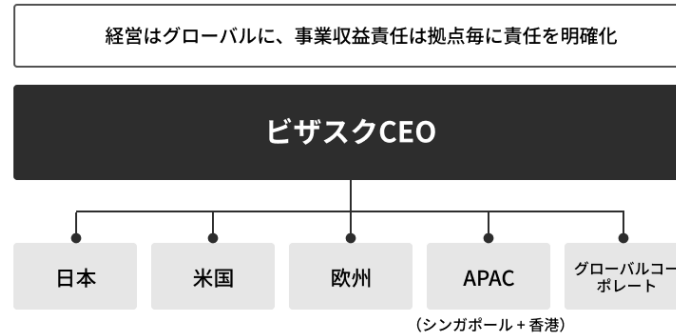 経営はグローバルに、事業収益責任は拠点毎に責任を明確化
ビザスクCEO
日本
米国
欧州
APAC
グローバルコー
ポレート
（シンガポール + 香港）